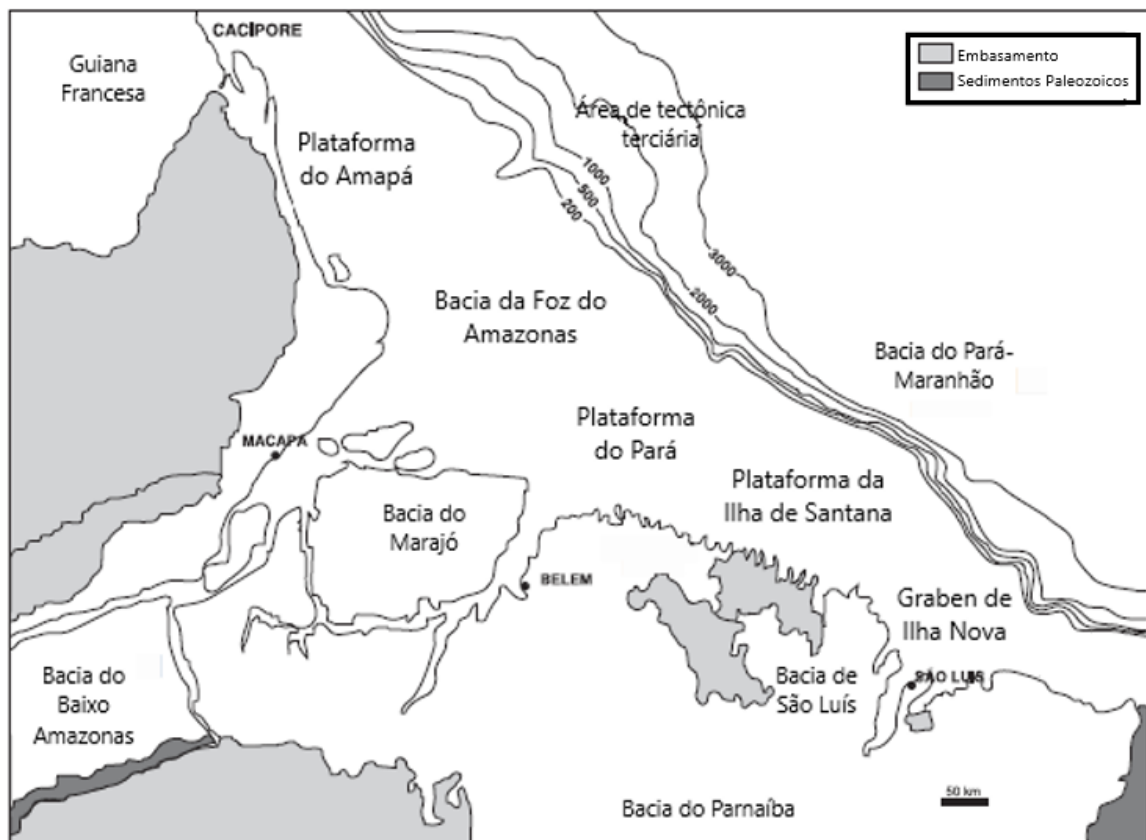 CACÍPORE
Guiana
Francesa
Embasamento
Sedimentos Paleozoicos
Área de tectônica
terciária
Plataforma
do Amapá
1000
500
200
3000
2000
Bacia da Foz do
Amazonas
Bacia do Pará-
Maranhão
Plataforma
do Pará
MACAPA
Plataforma da
Ilha de Santana
Bacia do
Marajó
BELEM
Graben de
Ilha Nova
Bacia do
Baixo
Amazonas
Bacia de
São Luís
SÃO LUIS
50 km
Bacia do Parnaíba